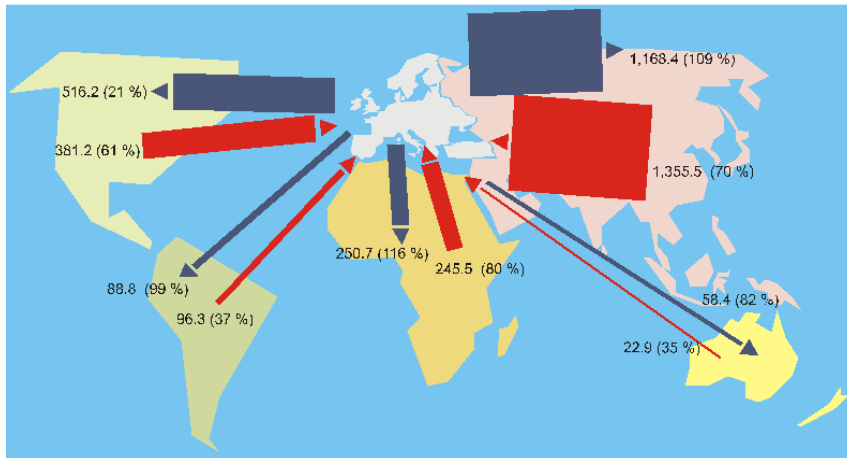 1,168.4 (109 %)
516.2 (21 %)
381.2 (61 %)
1,355.5 (70 %)
250.7 (116 %)
245.5 (80 %)
88.8 (99 %)
58.4 (82 %)
96.3 (37 %)
22.9 (35 %)